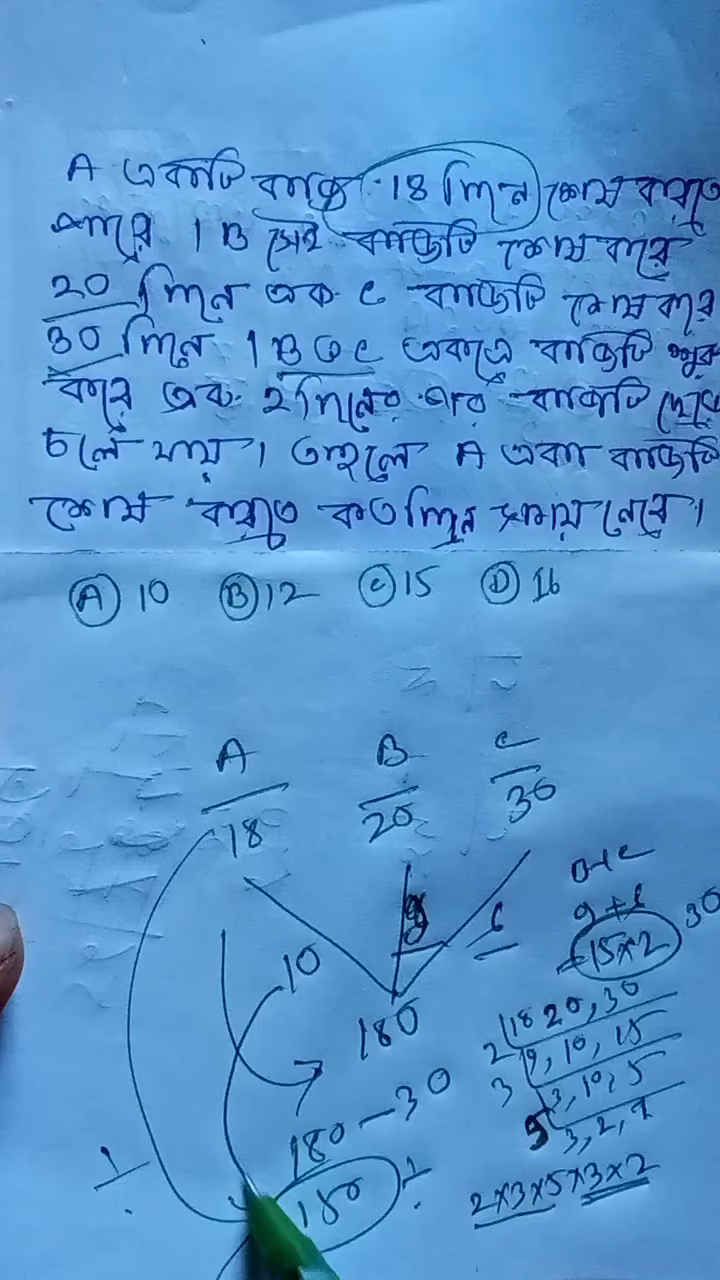 A একটি কাজ 18 দিনে শেষ করতে
পারে । B সেই কাজটি শেষ করে
20 দিনে এবং C কাজটি শেষ করে
30 দিনে । B ও C একত্রে কাজটি শুরু
করে এবং 2 দিনের পর কাজটি ছেড়ে
চলে যায় । তাহলে A একা কাজটি
শেষ করতে কত দিন সময় নেবে ।
(A) 10 (B) 12 (C) 15 (D) 16
A B C
18 20 30
B+C
9 6 9+6
10 =15×2 30
180
2 18 20, 30
3 9, 10, 15
180-30 5 3, 10, 5
3, 2, 1
150
2×3×5×3×2